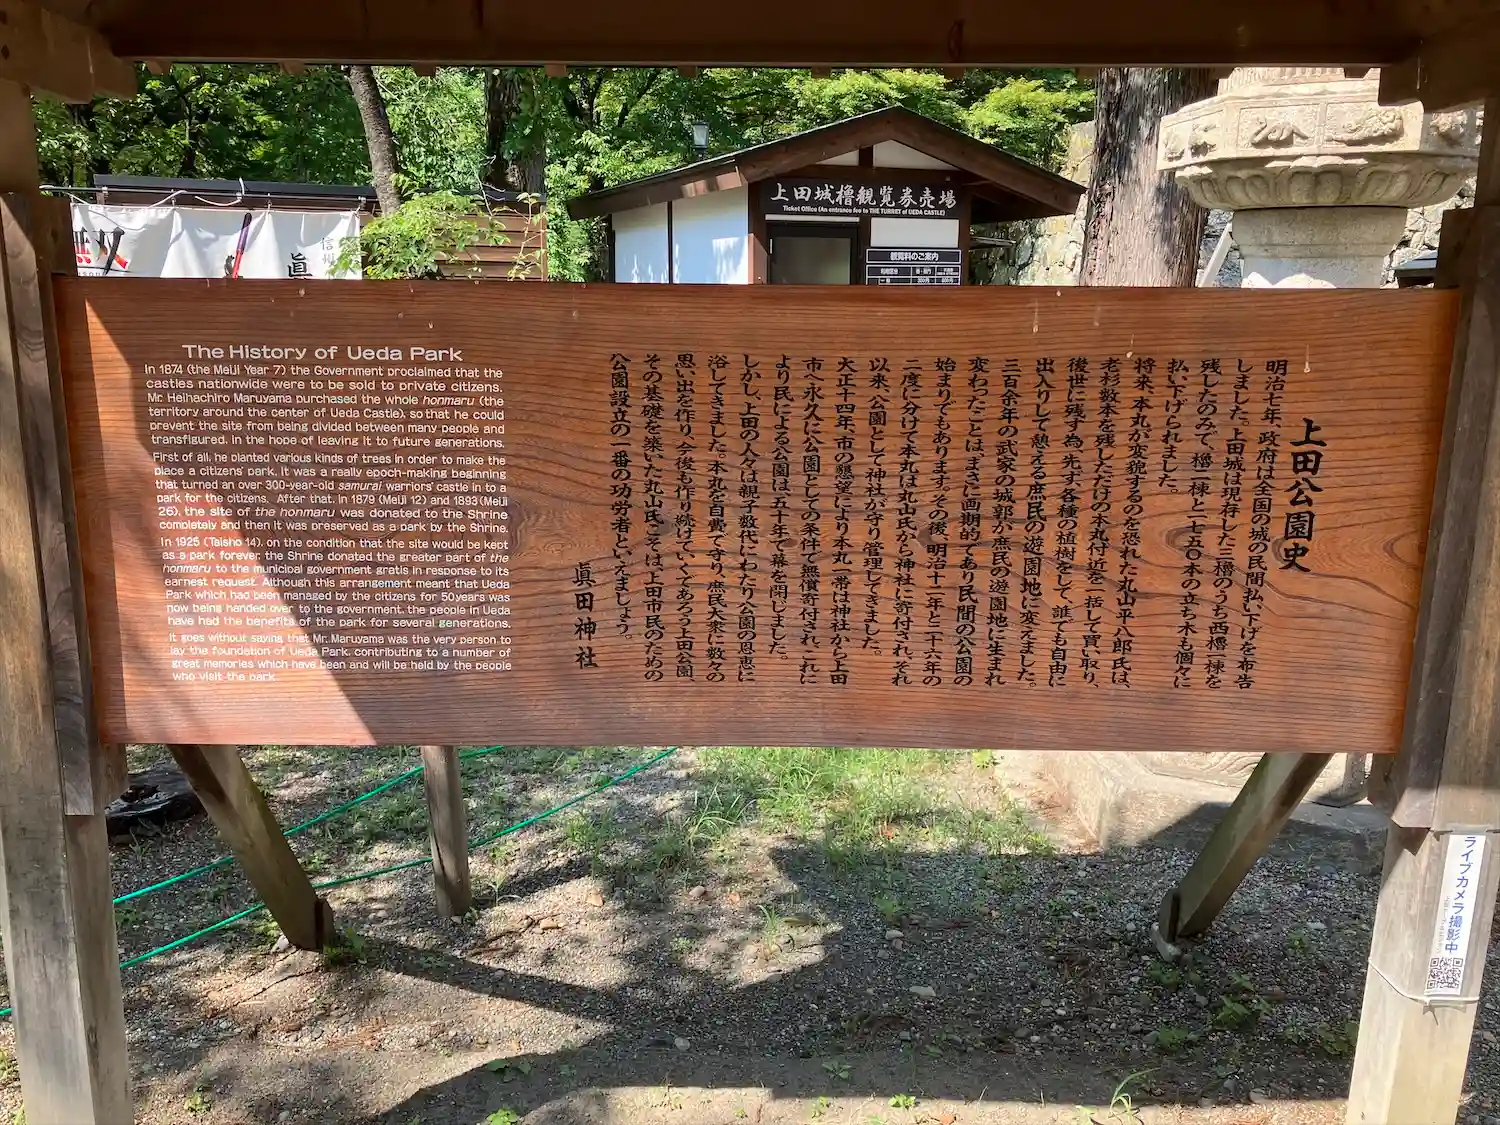 上田城櫓観覧券売場
Ticket Office (An entrance fee to THE TURRET of UEDA CASTLE)
観覧料のご案内
信州
眞
The History of Ueda Park
In 1874 (the Meiji Year 7) the Government proclaimed that the
castles nationwide were to be sold to private citizens.
Mr. Heihachiro Maruyama purchased the whole honmaru (the
territory around the center of Ueda Castle), so that he could
prevent the site from being divided between many people and
transfigured, in the hope of leaving it to future generations.
First of all, he planted various kinds of trees in order to make the
place a citizens' park. It was a really epoch-making beginning
that turned an over 300-year-old samurai warriors' castle in to a
park for the citizens. After that, in 1879 (Meiji 12) and 1893 (Meiji
26), the site of the honmaru was donated to the Shrine
completely and then it was preserved as a park by the Shrine.
In 1925 (Taisho 14), on the condition that the site would be kept
as a park forever, the Shrine donated the greater part of the
honmaru to the municipal government gratis in response to its
earnest request. Although this arrangement meant that Ueda
Park which had been managed by the citizens for 50 years was
now being handed over to the government, the people in Ueda
have had the benefits of the park for several generations.
It goes without saying that Mr. Maruyama was the very person to
lay the foundation of Ueda Park, contributing to a number of
great memories which have been and will be held by the people
who visit the park.
上田公園史
明治七年、政府は全国の城の民間払い下げを布告
しました。上田城は現存した三櫓のうち西櫓一棟を
残したのみで、櫓二棟と一七五〇本の立ち木も個々に
払い下げられました。
将来、本丸が変貌するのを恐れた丸山平八郎氏は、
老杉数本を残しただけの本丸付近を一括して買い取り、
後世に残す為、先ず、各種の植樹をして、誰でも自由に
出入りして憩える庶民の遊園地に変えました。
三百余年の武家の城郭が庶民の遊園地に生まれ
変わったことは、まさに画期的であり民間の公園の
始まりでもあります。その後、明治十二年と二十六年の
二度に分けて本丸は丸山氏から神社に寄付され、それ
以来、公園として神社が守り管理してきました。
大正十四年、市の懇望により本丸一帯は神社から上田
市へ永久に公園としての条件で無償寄付され、これに
より民による公園は、五十年で幕を閉じました。
しかし、上田の人々は親子数代にわたり公園の恩恵に
浴してきました。本丸を自費で守り、庶民大衆に数々の
思い出を作り、今後も作り続けていくであろう上田公園、
その基礎を築いた丸山氏こそは、上田市民のための
公園設立の一番の功労者といえましょう。
眞田神社
ライブカメラ撮影中